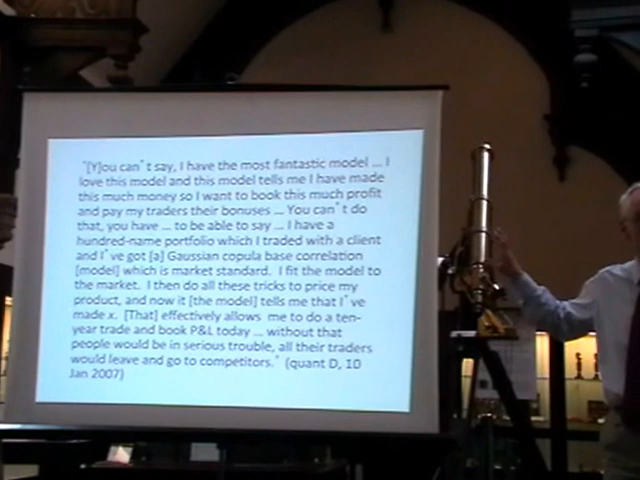 "[Y]ou can't say, I have the most fantastic model ... I
love this model and this model tells me I have made
this much money so I want to book this much profit
and pay my traders their bonuses ... You can't do
that, you have ... to be able to say ... I have a
hundred-name portfolio which I traded with a client
and I've got [a] Gaussian copula base correlation
[model] which is market standard.  I fit the model to
the market.  I then do all these tricks to price my
product, and now it [the model] tells me that I've
made x.  [That] effectively allows  me to do a ten-
year trade and book P&L today ... without that
people would be in serious trouble, all their traders
would leave and go to competitors."  (quant D, 10
Jan 2007)